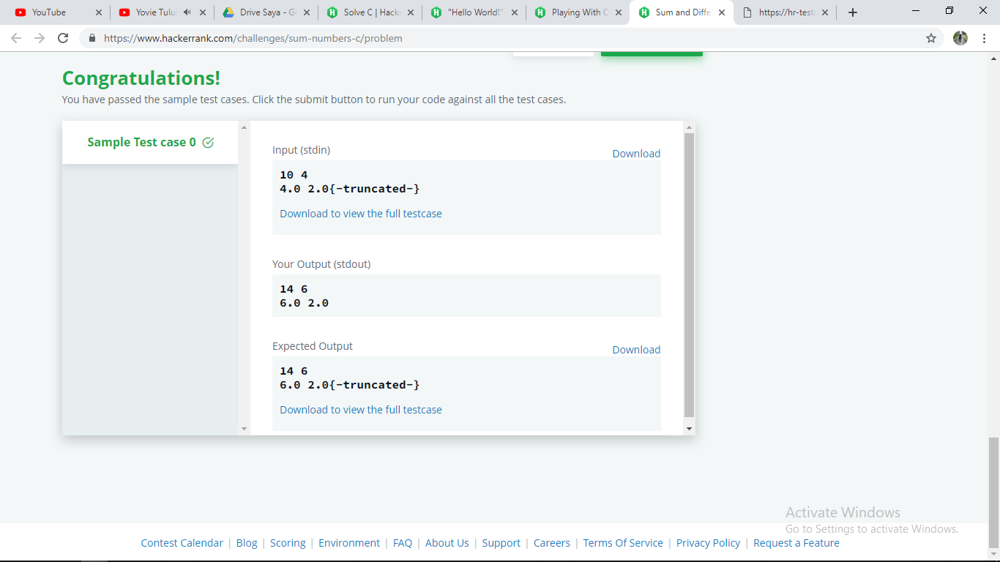 YouTube
Yovie Tulu
Drive Saya - G
Solve C | Hack
"Hello World!"
Playing With C
Sum and Diffe
https://hr-test
https://www.hackerrank.com/challenges/sum-numbers-c/problem
Congratulations!
You have passed the sample test cases. Click the submit button to run your code against all the test cases.
Sample Test case 0
Input (stdin)
Download
10 4
4.0 2.0{-truncated-}
Download to view the full testcase
Your Output (stdout)
14 6
6.0 2.0
Expected Output
Download
14 6
6.0 2.0{-truncated-}
Download to view the full testcase
Activate Windows
Go to Settings to activate Windows.
Contest Calendar | Blog | Scoring | Environment | FAQ | About Us | Support | Careers | Terms Of Service | Privacy Policy | Request a Feature